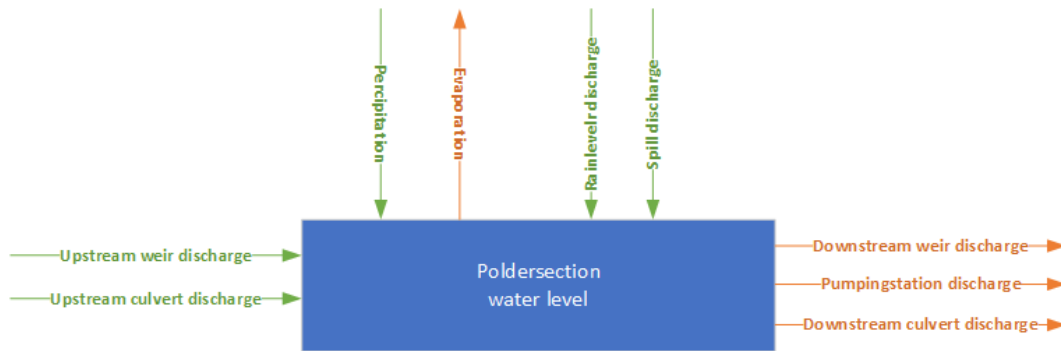 Percipitation
Evaporation
Rainlevelr discharge
Spill discharge
Upstream weir discharge
Upstream culvert discharge
Poldersection
water level
Downstream weir discharge
Pumpingstation discharge
Downstream culvert discharge